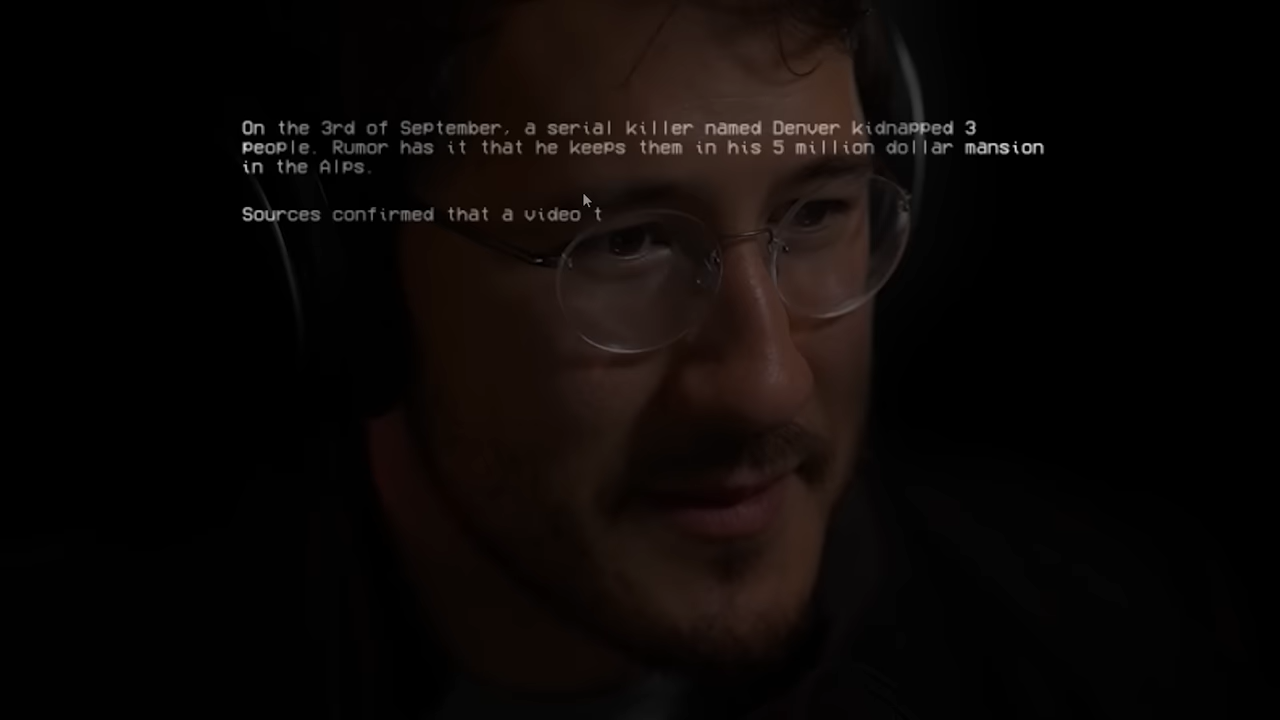 On the 3rd of September, a serial killer named Denver kidnapped 3
people. Rumor has it that he keeps them in his 5 million dollar mansion
in the Alps.
Sources confirmed that a video t